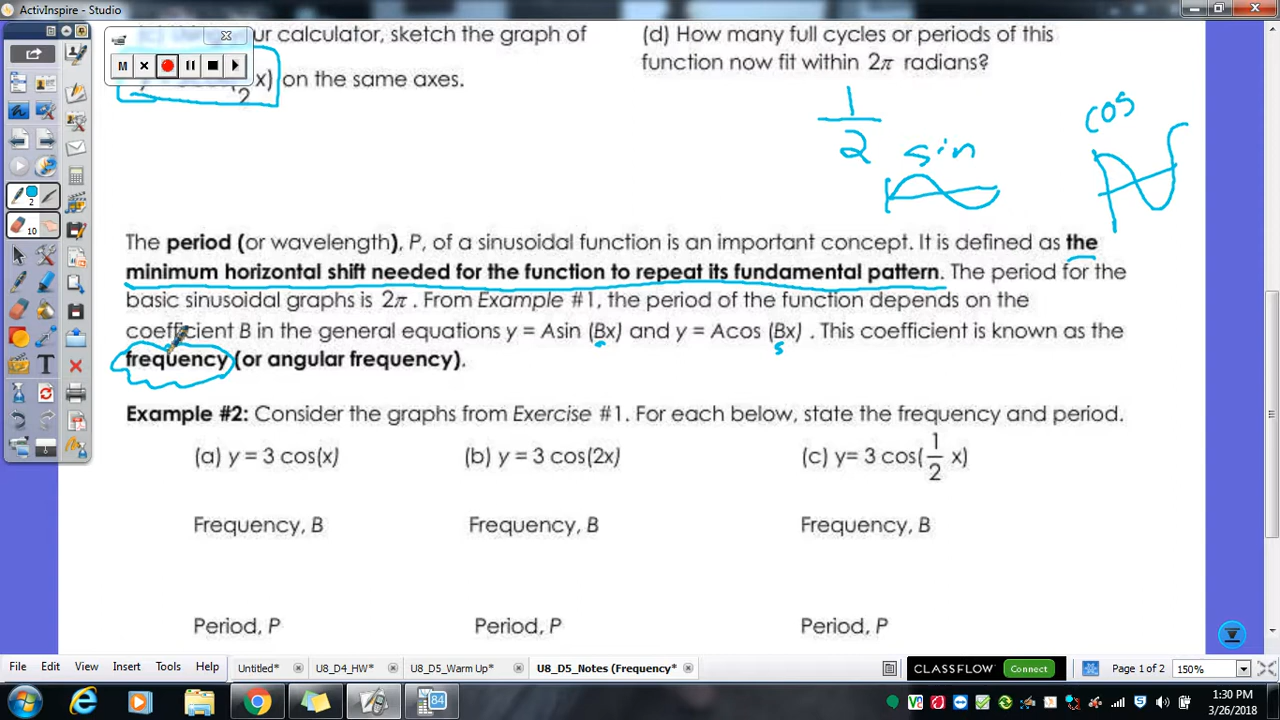 ActivInspire - Studio
ur calculator, sketch the graph of
x) on the same axes.
2
(d) How many full cycles or periods of this
function now fit within 2π radians?
1
2
sin
cos
M
2
10
The period (or wavelength), P, of a sinusoidal function is an important concept. It is defined as the
minimum horizontal shift needed for the function to repeat its fundamental pattern. The period for the
basic sinusoidal graphs is 2π . From Example #1, the period of the function depends on the
coefficient B in the general equations y = Asin (Bx) and y = Acos (Bx) . This coefficient is known as the
frequency (or angular frequency).
Example #2: Consider the graphs from Exercise #1. For each below, state the frequency and period.
(a) y = 3 cos(x) (b) y = 3 cos(2x) (c) y= 3 cos( 1/2 x)
Frequency, B Frequency, B Frequency, B
Period, P Period, P Period, P
File Edit View Insert Tools Help Untitled* U8_D4_HW* U8_D5_Warm Up* U8_D5_Notes (Frequency* CLASSFLOW Connect Page 1 of 2 150%
84
1:30 PM
3/26/2018